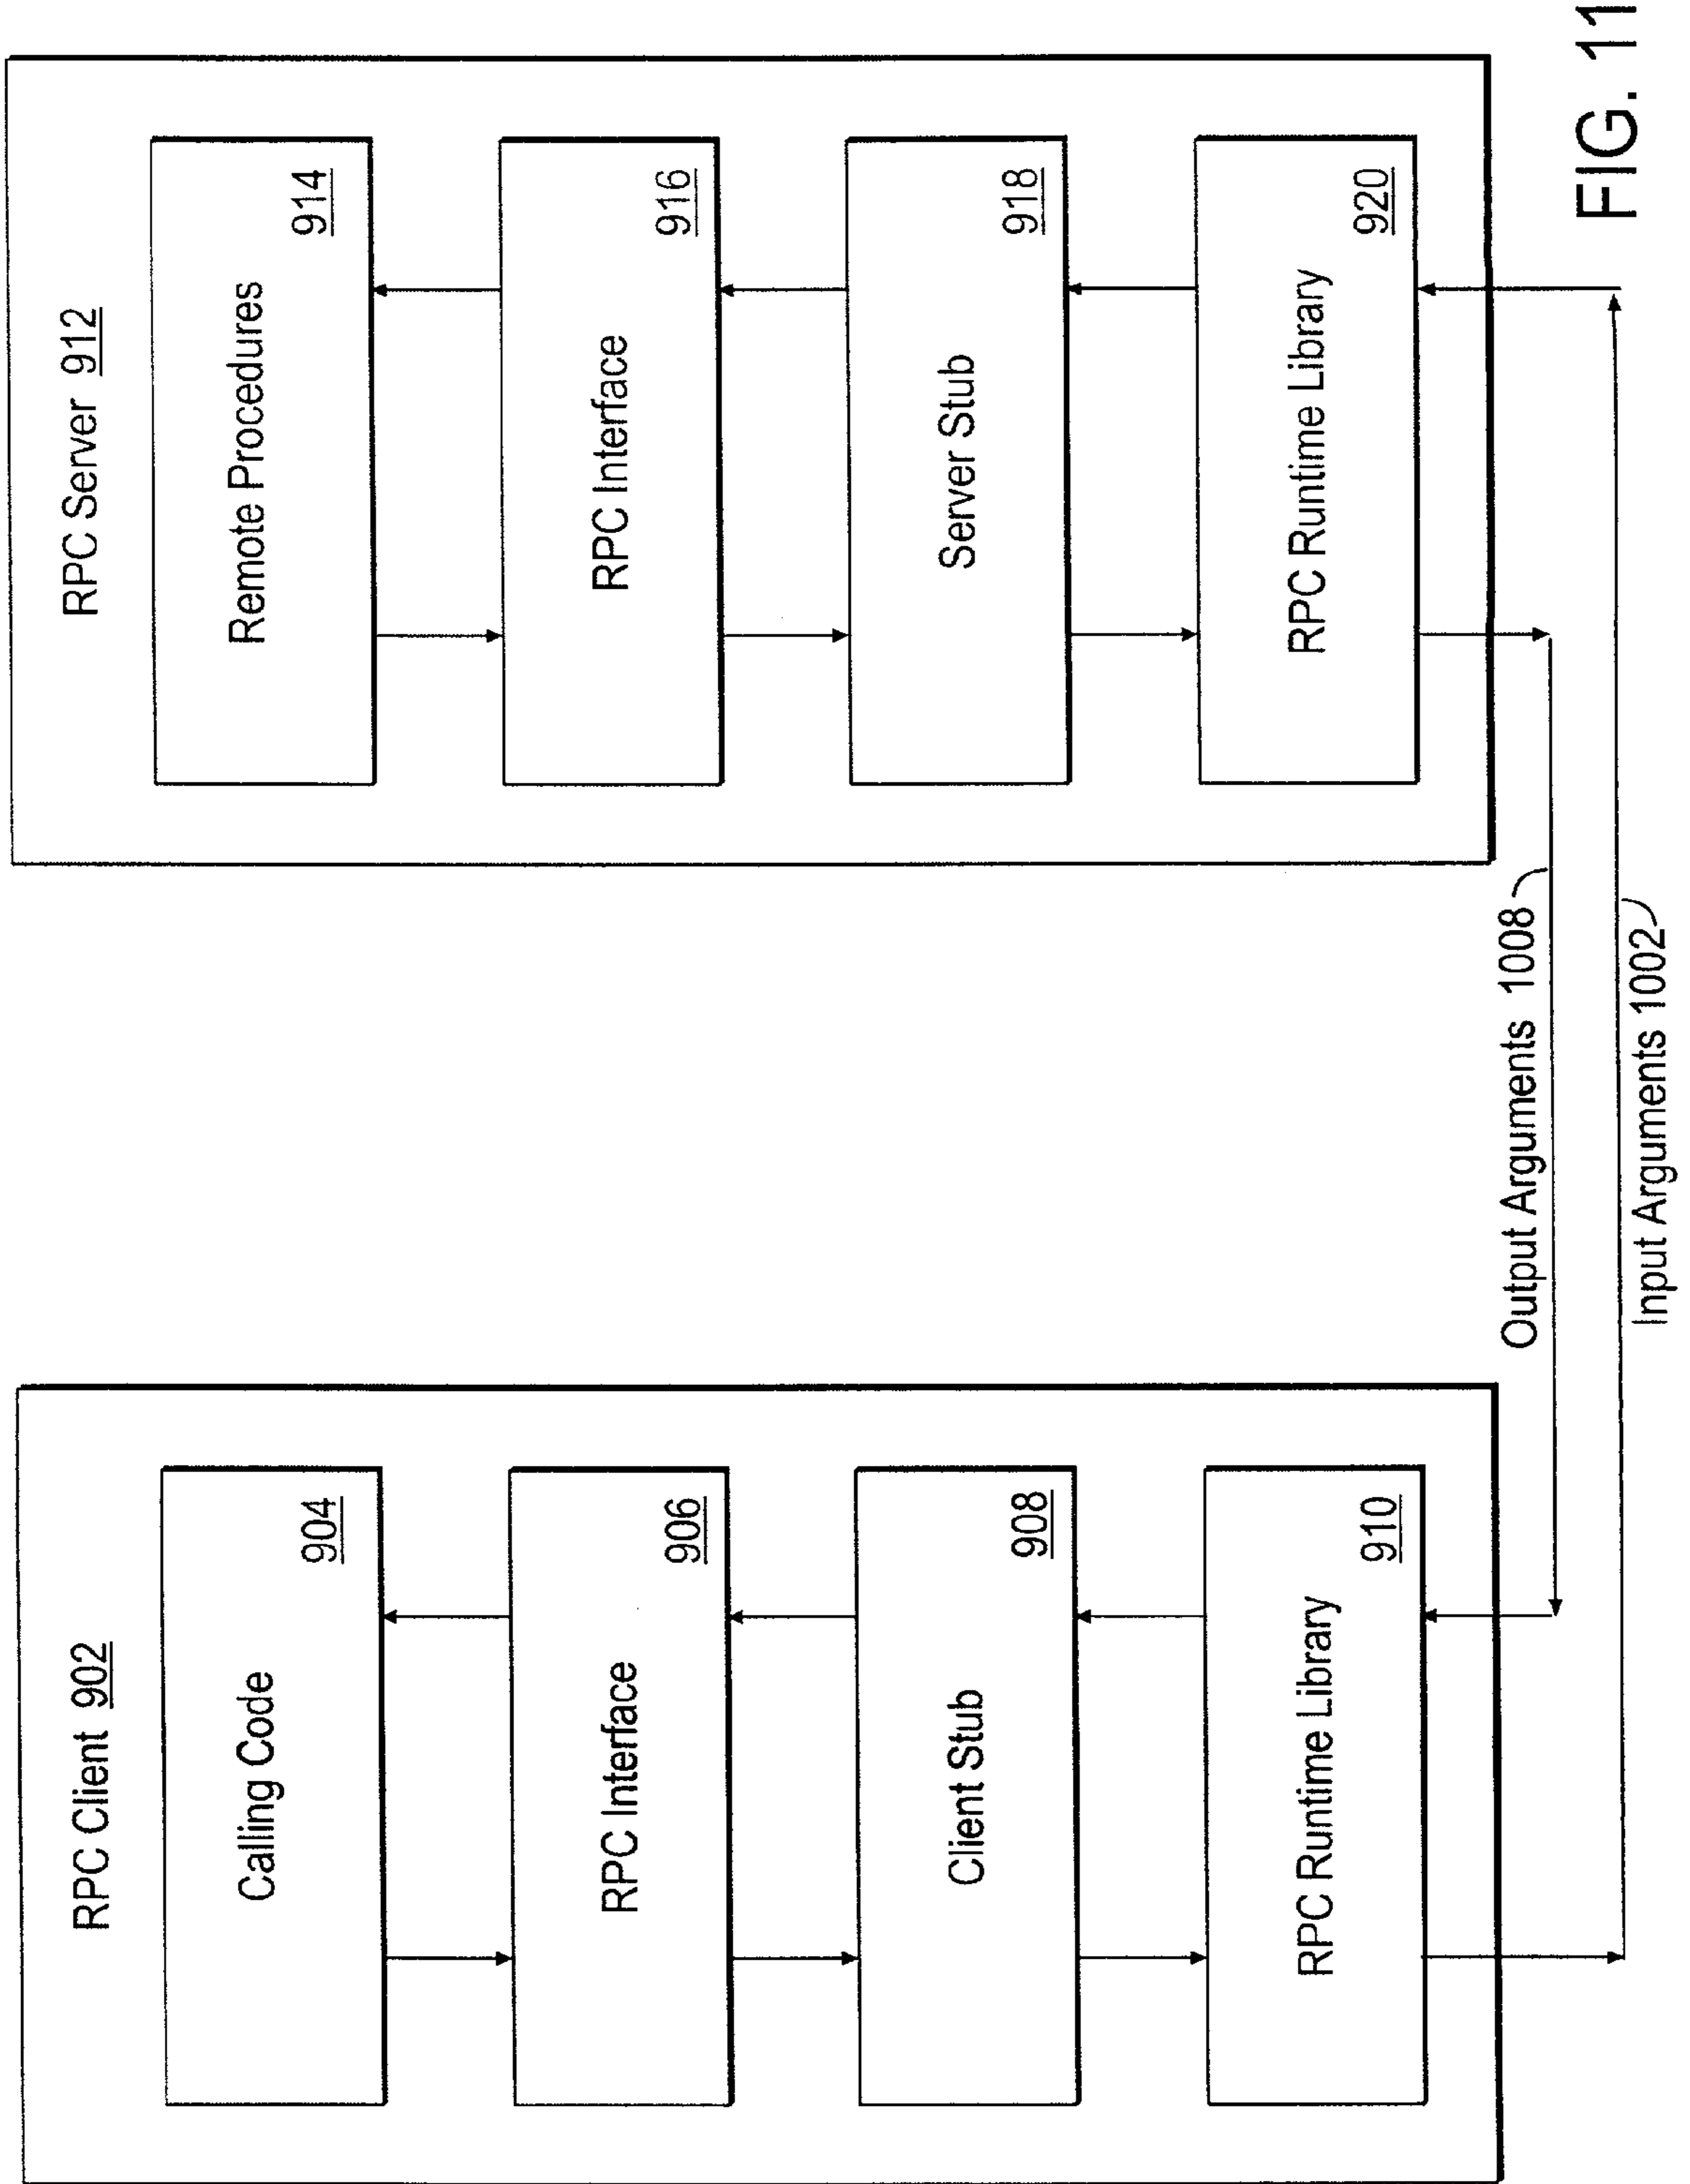 RPC Client 902
Calling Code
904
RPC Interface
906
Client Stub
908
RPC Runtime Library
910
RPC Server 912
Remote Procedures
914
RPC Interface
916
Server Stub
918
RPC Runtime Library
920
Output Arguments 1008
Input Arguments 1002
FIG. 11